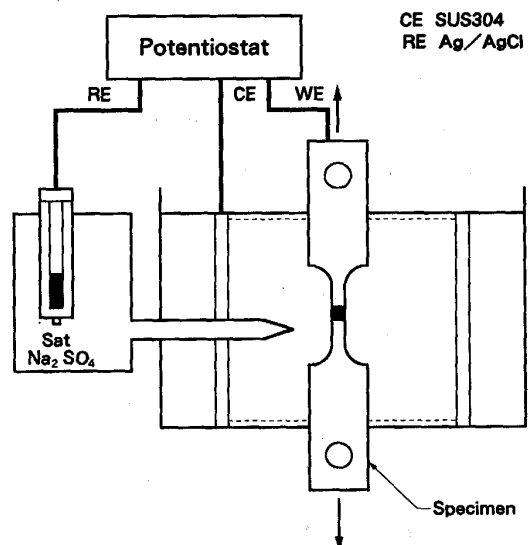 CE SUS304
RE Ag/AgCl
Potentiostat
RE
CE
WE
Sat
Na₂ SO₄
Specimen